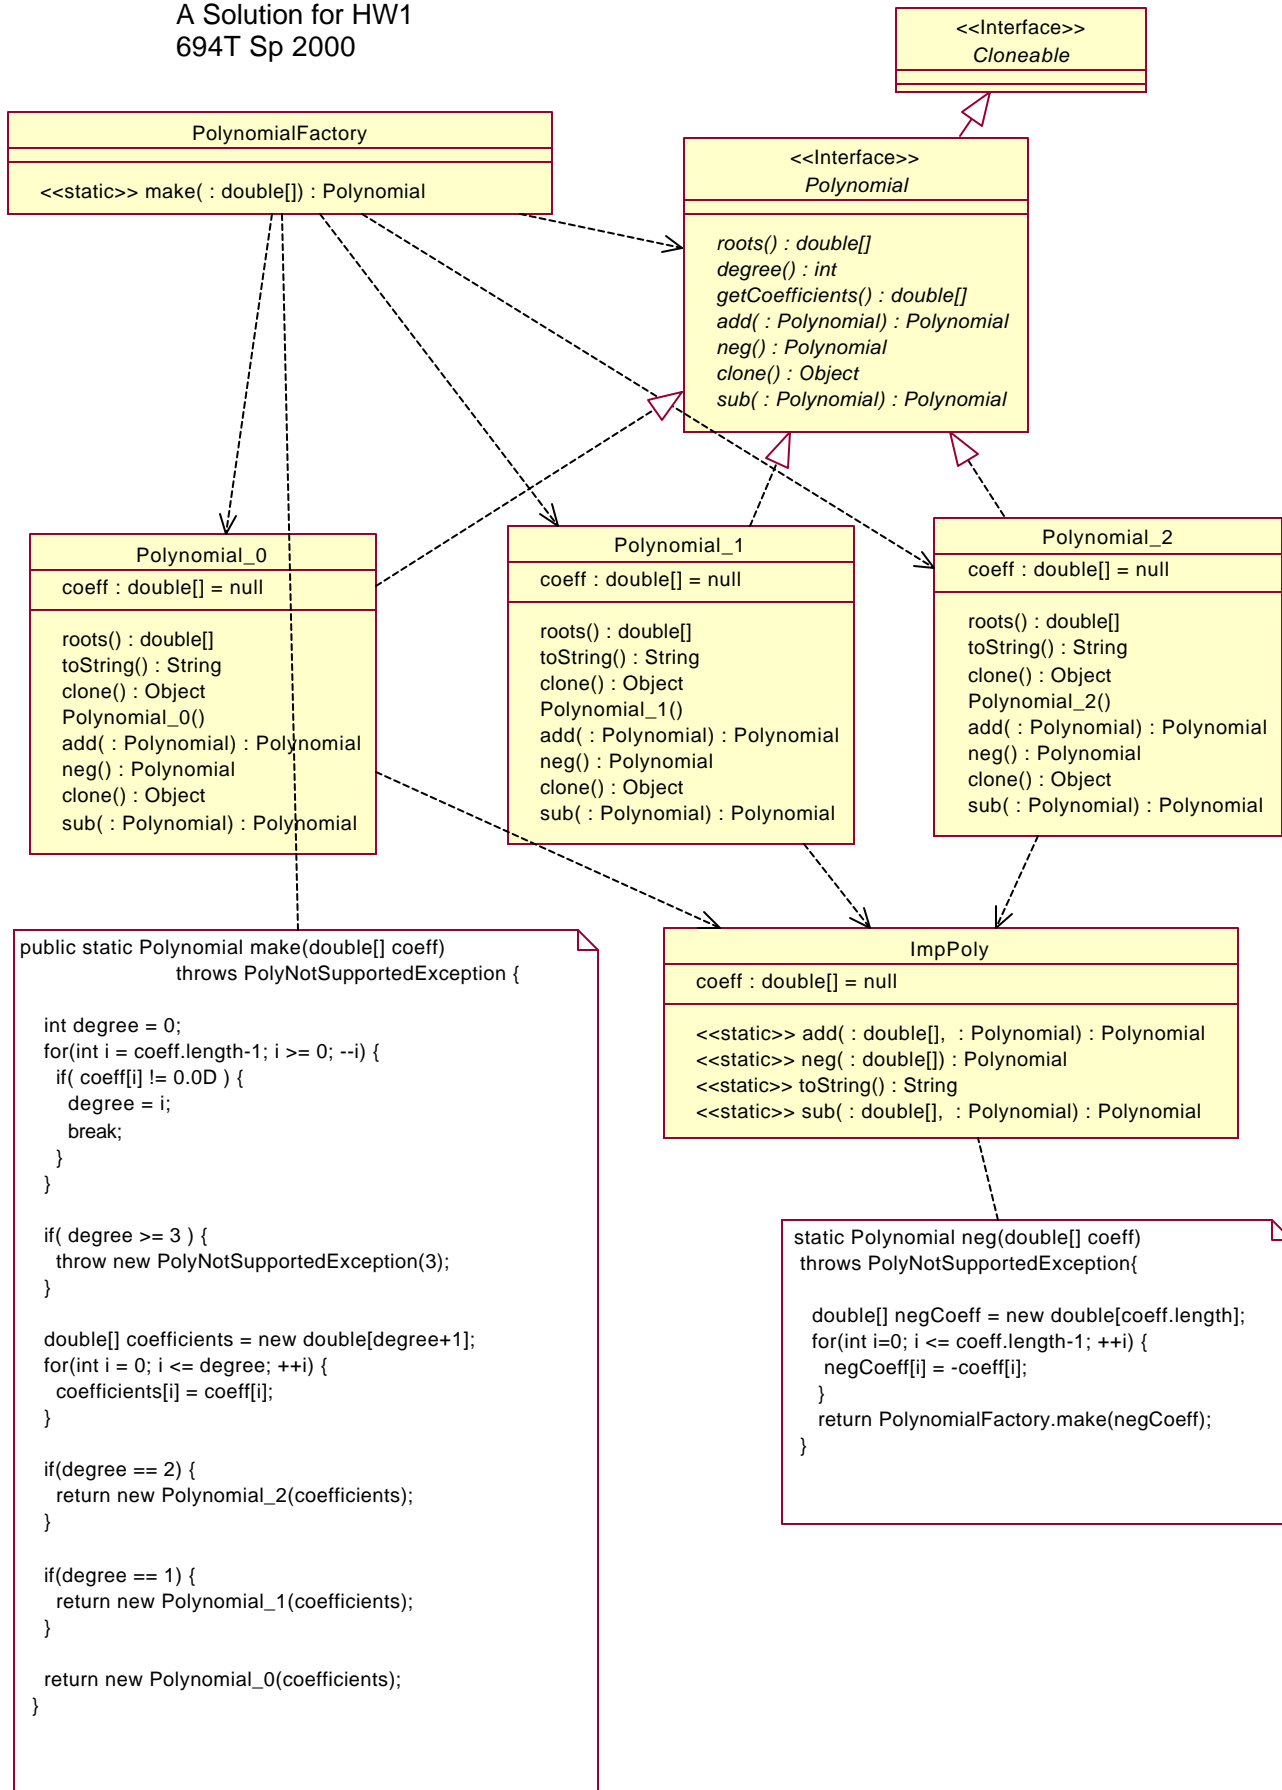 A Solution for HW1
694T Sp 2000
<<Interface>>
Cloneable
PolynomialFactory
<<static>> make( : double[]) : Polynomial
<<Interface>>
Polynomial
roots() : double[]
degree() : int
getCoefficients() : double[]
add( : Polynomial) : Polynomial
neg() : Polynomial
clone() : Object
sub( : Polynomial) : Polynomial
Polynomial_0
coeff : double[] = null
roots() : double[]
toString() : String
clone() : Object
Polynomial_0()
add( : Polynomial) : Polynomial
neg() : Polynomial
clone() : Object
sub( : Polynomial) : Polynomial
Polynomial_1
coeff : double[] = null
roots() : double[]
toString() : String
clone() : Object
Polynomial_1()
add( : Polynomial) : Polynomial
neg() : Polynomial
clone() : Object
sub( : Polynomial) : Polynomial
Polynomial_2
coeff : double[] = null
roots() : double[]
toString() : String
clone() : Object
Polynomial_2()
add( : Polynomial) : Polynomial
neg() : Polynomial
clone() : Object
sub( : Polynomial) : Polynomial
public static Polynomial make(double[] coeff)
throws PolyNotSupportedException {
int degree = 0;
for(int i = coeff.length-1; i >= 0; --i) {
if( coeff[i] != 0.0D ) {
degree = i;
break;
}
}
if( degree >= 3 ) {
throw new PolyNotSupportedException(3);
}
double[] coefficients = new double[degree+1];
for(int i = 0; i <= degree; ++i) {
coefficients[i] = coeff[i];
}
if(degree == 2) {
return new Polynomial_2(coefficients);
}
if(degree == 1) {
return new Polynomial_1(coefficients);
}
return new Polynomial_0(coefficients);
}
ImpPoly
coeff : double[] = null
<<static>> add( : double[],  : Polynomial) : Polynomial
<<static>> neg( : double[]) : Polynomial
<<static>> toString() : String
<<static>> sub( : double[],  : Polynomial) : Polynomial
static Polynomial neg(double[] coeff)
throws PolyNotSupportedException{
double[] negCoeff = new double[coeff.length];
for(int i=0; i <= coeff.length-1; ++i) {
negCoeff[i] = -coeff[i];
}
return PolynomialFactory.make(negCoeff);
}